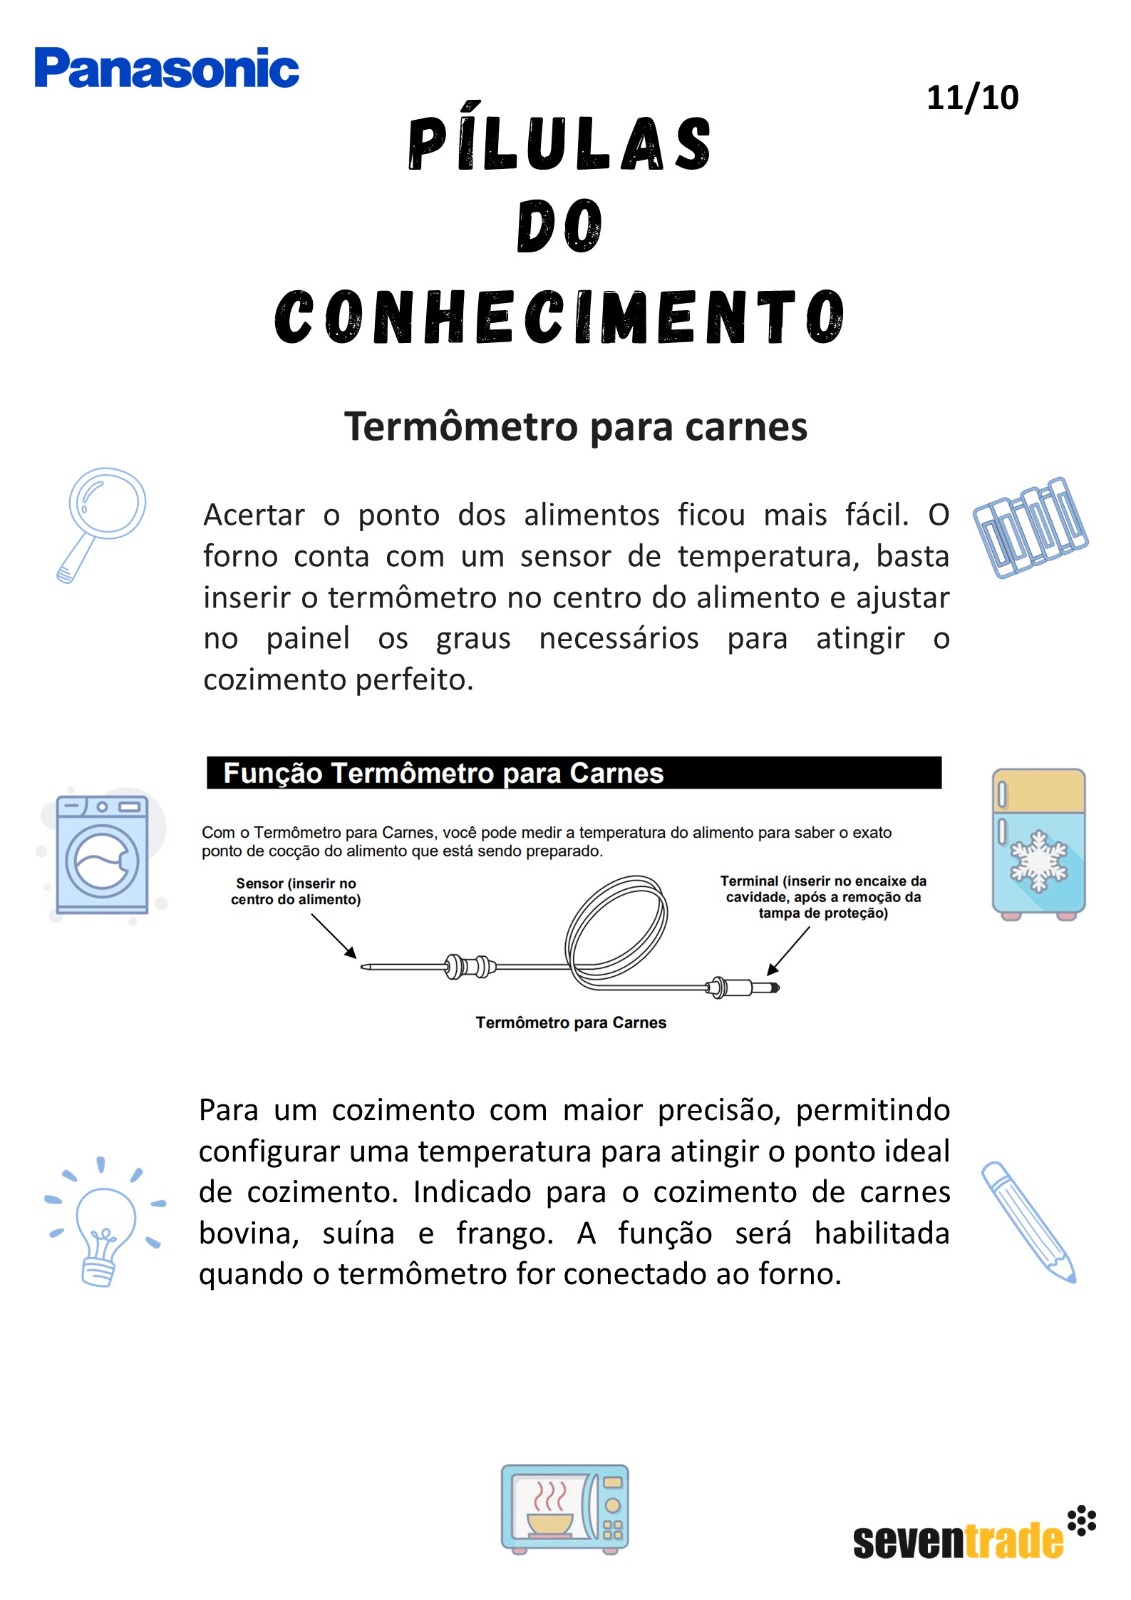 Panasonic
11/10
PÍLULAS
DO
CONHECIMENTO
Termômetro para carnes
Acertar o ponto dos alimentos ficou mais fácil. O
forno conta com um sensor de temperatura, basta
inserir o termômetro no centro do alimento e ajustar
no painel os graus necessários para atingir o
cozimento perfeito.
Função Termômetro para Carnes
Com o Termômetro para Carnes, você pode medir a temperatura do alimento para saber o exato
ponto de cocção do alimento que está sendo preparado.
Sensor (inserir no
centro do alimento)
Terminal (inserir no encaixe da
cavidade, após a remoção da
tampa de proteção)
Termômetro para Carnes
Para um cozimento com maior precisão, permitindo
configurar uma temperatura para atingir o ponto ideal
de cozimento. Indicado para o cozimento de carnes
bovina, suína e frango. A função será habilitada
quando o termômetro for conectado ao forno.
seventrade